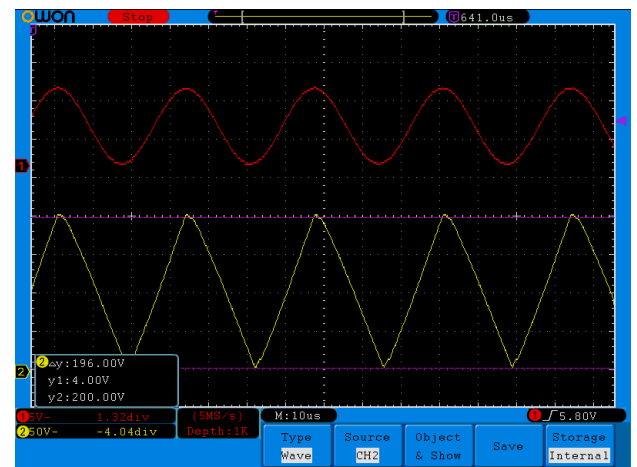 OWON Stop T T 641.0us
1
2
2 △y:196.00V
y1:4.00V
y2:200.00V
1 5V- 1.32div (5MS/s) M:10us 1 5.80V
2 50V- -4.04div Depth:1K
Type Source Object Save Storage
Wave CH2 & Show Internal